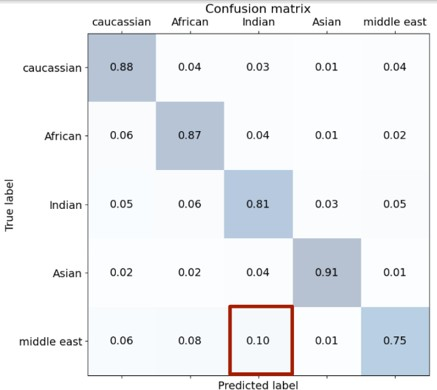 Confusion matrix
caucassian African Indian Asian middle east
caucassian 0.88 0.04 0.03 0.01 0.04
African 0.06 0.87 0.04 0.01 0.02
Indian 0.05 0.06 0.81 0.03 0.05
Asian 0.02 0.02 0.04 0.91 0.01
middle east 0.06 0.08 0.10 0.01 0.75
True label
Predicted label